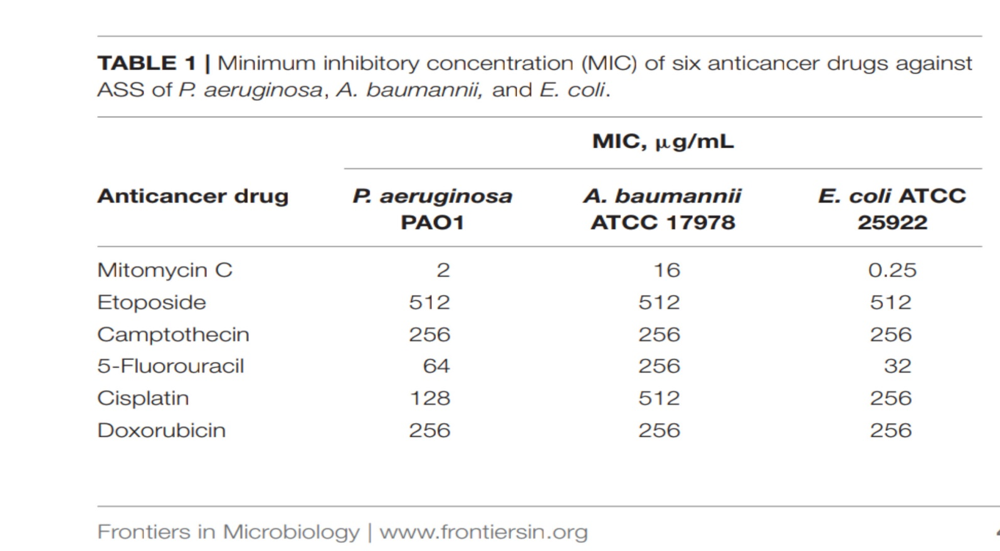 TABLE 1 | Minimum inhibitory concentration (MIC) of six anticancer drugs against
ASS of P. aeruginosa, A. baumannii, and E. coli.
MIC, μg/mL
Anticancer drug P. aeruginosa A. baumannii E. coli ATCC
PAO1 ATCC 17978 25922
Mitomycin C 2 16 0.25
Etoposide 512 512 512
Camptothecin 256 256 256
5-Fluorouracil 64 256 32
Cisplatin 128 512 256
Doxorubicin 256 256 256
Frontiers in Microbiology | www.frontiersin.org